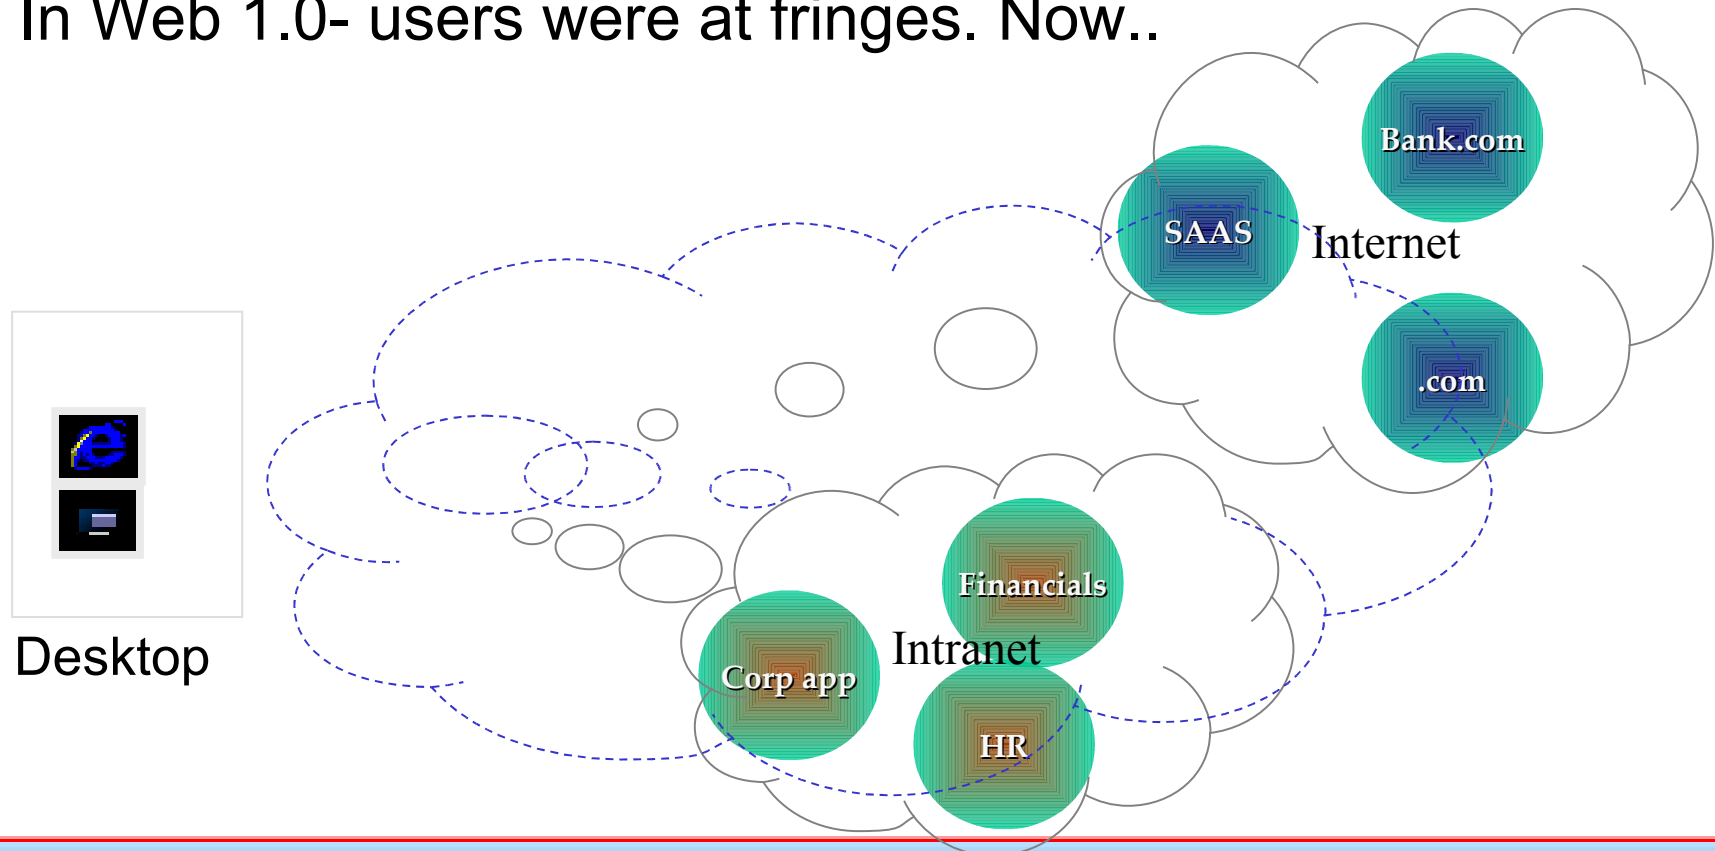 In Web 1.0- users were at fringes. Now..
Bank.com
SAAS
Internet
.com
Financials
Intranet
Desktop
Corp app
HR